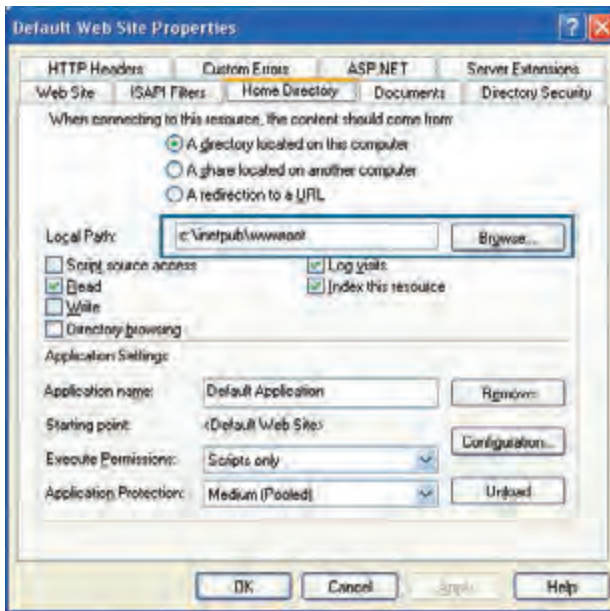 Default Web Site Properties
HTTP Headers Custom Errors ASP.NET Server Extensions
Web Site ISAPI Filters Home Directory Documents Directory Security
When connecting to this resource, the content should come from
A directory located on this computer
A share located on another computer
A redirection to a URL
Local Path: c:\inetpub\wwwroot Browse...
Script source access Log visits
Read Index this resource
Write
Directory browsing
Application Settings
Application name: Default Application Remove
Starting point: <Default Web Site>
Configuration...
Execute Permissions: Scripts only
Application Protection: Medium (Pooled) Unload
OK Cancel Apply Help